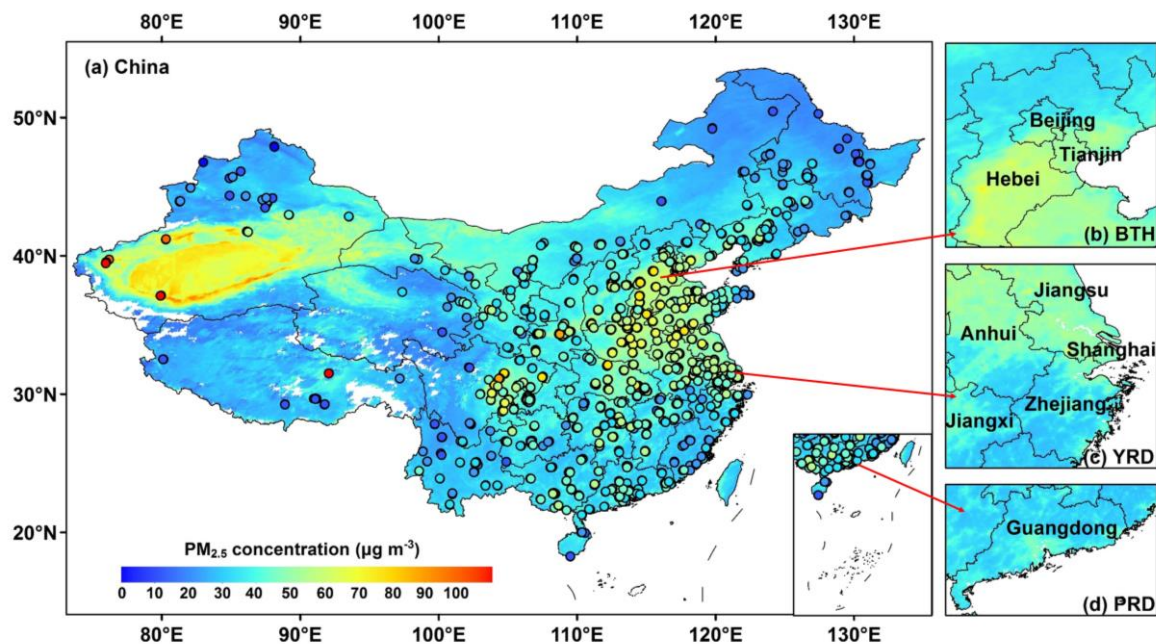 80°E 90°E 100°E 110°E 120°E 130°E
(a) China
50°N
40°N
30°N
20°N
PM2.5 concentration (µg m-3)
0 10 20 30 40 50 60 70 80 90 100
80°E 90°E 100°E 110°E 120°E 130°E
Beijing
Tianjin
Hebei
(b) BTH
Jiangsu
Anhui
Shanghai
Zhejiang
Jiangxi
(c) YRD
Guangdong
(d) PRD